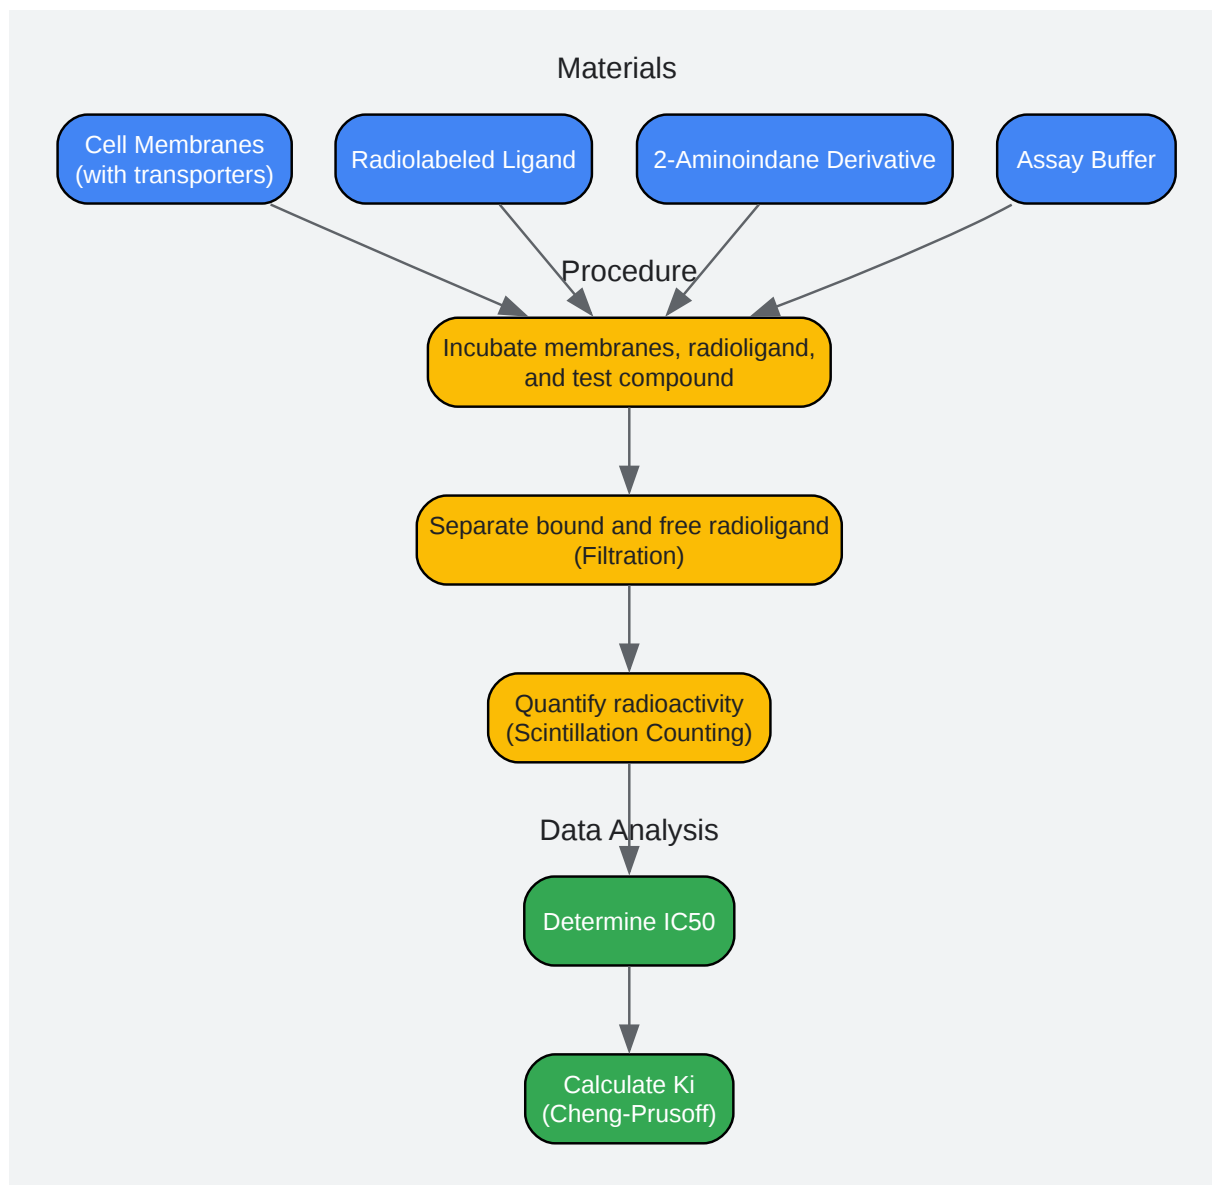 Materials
Cell Membranes
(with transporters)
Radiolabeled Ligand
2-Aminoindane Derivative
Assay Buffer
Procedure
Incubate membranes, radioligand,
and test compound
Separate bound and free radioligand
(Filtration)
Quantify radioactivity
(Scintillation Counting)
Data Analysis
Determine IC50
Calculate Ki
(Cheng-Prusoff)